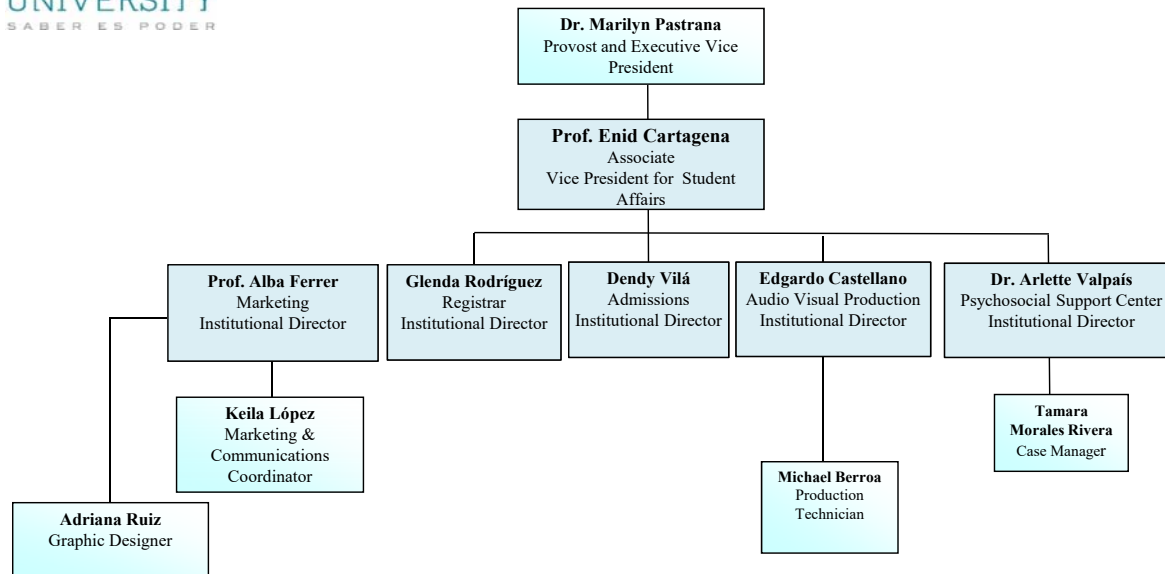 UNIVERSITY
SABER ES PODER
Dr. Marilyn Pastrana
Provost and Executive Vice
President
Prof. Enid Cartagena
Associate
Vice President for Student
Affairs
Prof. Alba Ferrer
Marketing
Institutional Director
Glenda Rodríguez
Registrar
Institutional Director
Dendy Vilá
Admissions
Institutional Director
Edgardo Castellano
Audio Visual Production
Institutional Director
Dr. Arlette Valpaís
Psychosocial Support Center
Institutional Director
Keila López
Marketing &
Communications
Coordinator
Tamara
Morales Rivera
Case Manager
Michael Berroa
Production
Technician
Adriana Ruiz
Graphic Designer